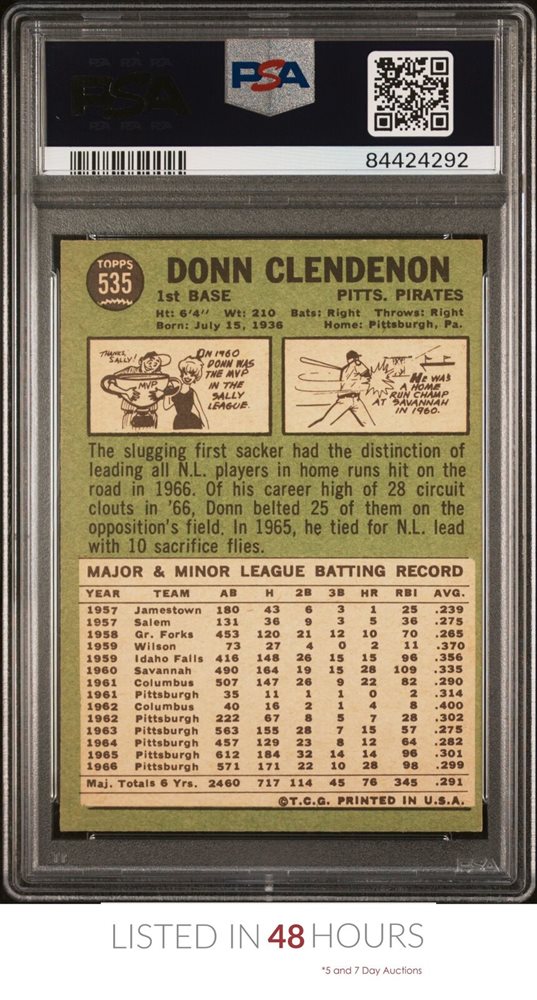 PSA PSA PSA
PSA
PSA PSA PSA
PSA
84424292
TOPPS
535
DONN CLENDENON
1st BASE PITTS. PIRATES
Ht: 6'4" Wt: 210 Bats: Right Throws: Right
Born: July 15, 1936 Home: Pittsburgh, Pa.
THANKS, SALLY!
MVP
IN 1960
DONN WAS
THE MVP
IN THE
SALLY
LEAGUE.
HE WAS
A HOME
RUN CHAMP
AT SAVANNAH
IN 1960.
The slugging first sacker had the distinction of
leading all N.L. players in home runs hit on the
road in 1966. Of his career high of 28 circuit
clouts in '66, Donn belted 25 of them on the
opposition's field. In 1965, he tied for N.L. lead
with 10 sacrifice flies.
MAJOR & MINOR LEAGUE BATTING RECORD
YEAR TEAM AB H 2B 3B HR RBI AVG.
1957 Jamestown 180 43 6 3 1 25 .239
1957 Salem 131 36 9 3 5 36 .275
1958 Gr. Forks 453 120 21 12 10 70 .265
1959 Wilson 73 27 4 0 2 11 .370
1959 Idaho Falls 416 148 26 15 15 96 .356
1960 Savannah 490 164 19 15 28 109 .335
1961 Columbus 507 147 26 9 22 82 .290
1961 Pittsburgh 35 11 1 1 0 2 .314
1962 Columbus 40 16 2 1 4 8 .400
1962 Pittsburgh 222 67 8 5 7 28 .302
1963 Pittsburgh 563 155 28 7 15 57 .275
1964 Pittsburgh 457 129 23 8 12 64 .282
1965 Pittsburgh 612 184 32 14 14 96 .301
1966 Pittsburgh 571 171 22 10 28 98 .299
Maj. Totals 6 Yrs. 2460 717 114 45 76 345 .291
©T.C.G. PRINTED IN U.S.A.
PSA
LISTED IN 48 HOURS
*5 and 7 Day Auctions